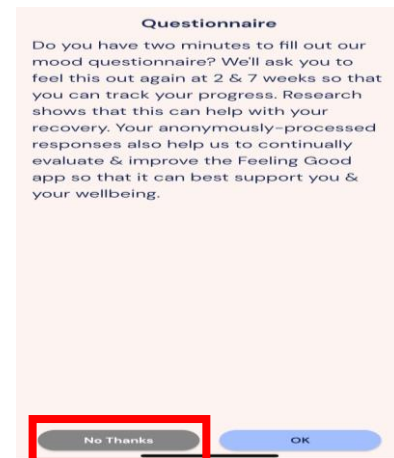 Questionnaire
Do you have two minutes to fill out our
mood questionnaire? We'll ask you to
feel this out again at 2 & 7 weeks so that
you can track your progress. Research
shows that this can help with your
recovery. Your anonymously-processed
responses also help us to continually
evaluate & improve the Feeling Good
app so that it can best support you &
your wellbeing.
No Thanks
OK